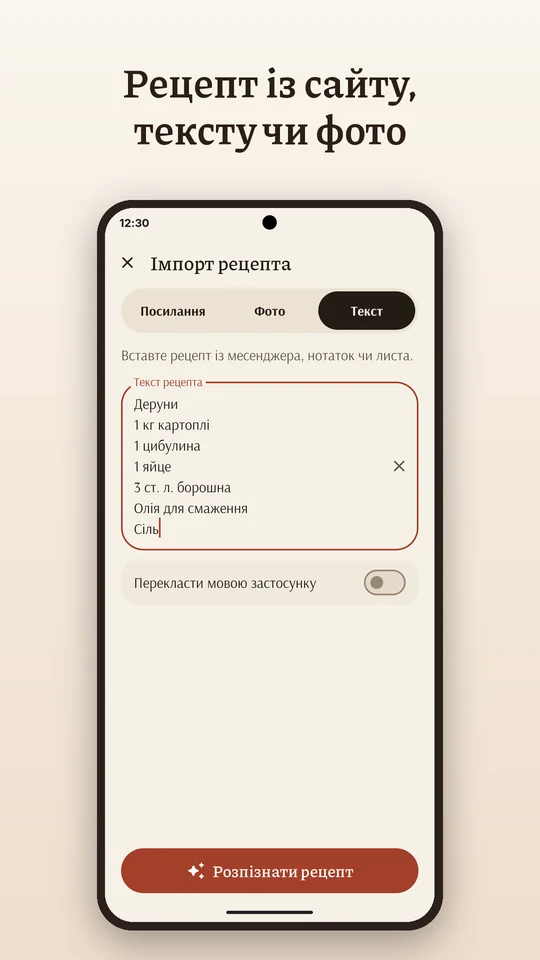 Рецепт із сайту,
тексту чи фото
12:30
Імпорт рецепта
Посилання
Фото
Текст
Вставте рецепт із месенджера, нотаток чи листа.
Текст рецепта
Деруни
1 кг картоплі
1 цибулина
1 яйце
3 ст. л. борошна
Олія для смаження
Сіль
Перекласти мовою застосунку
Розпізнати рецепт